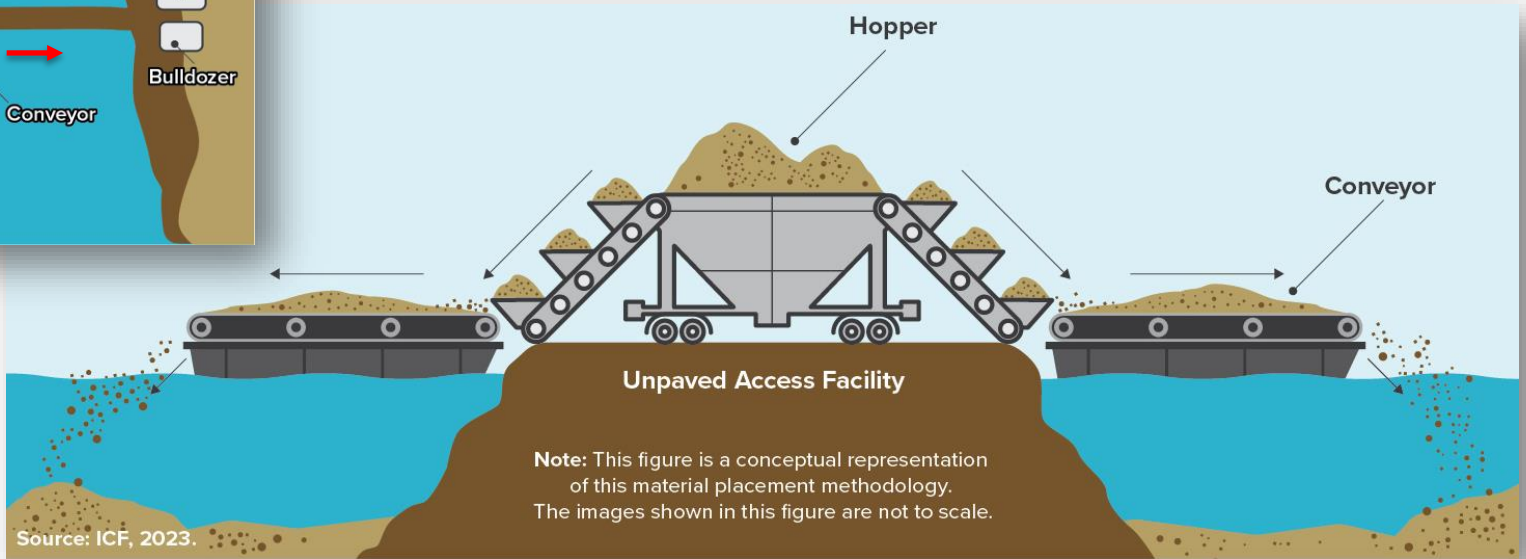 Hopper
Bulldozer
Conveyor
Conveyor
Unpaved Access Facility
Note: This figure is a conceptual representation
of this material placement methodology.
The images shown in this figure are not to scale.
Source: ICF, 2023.